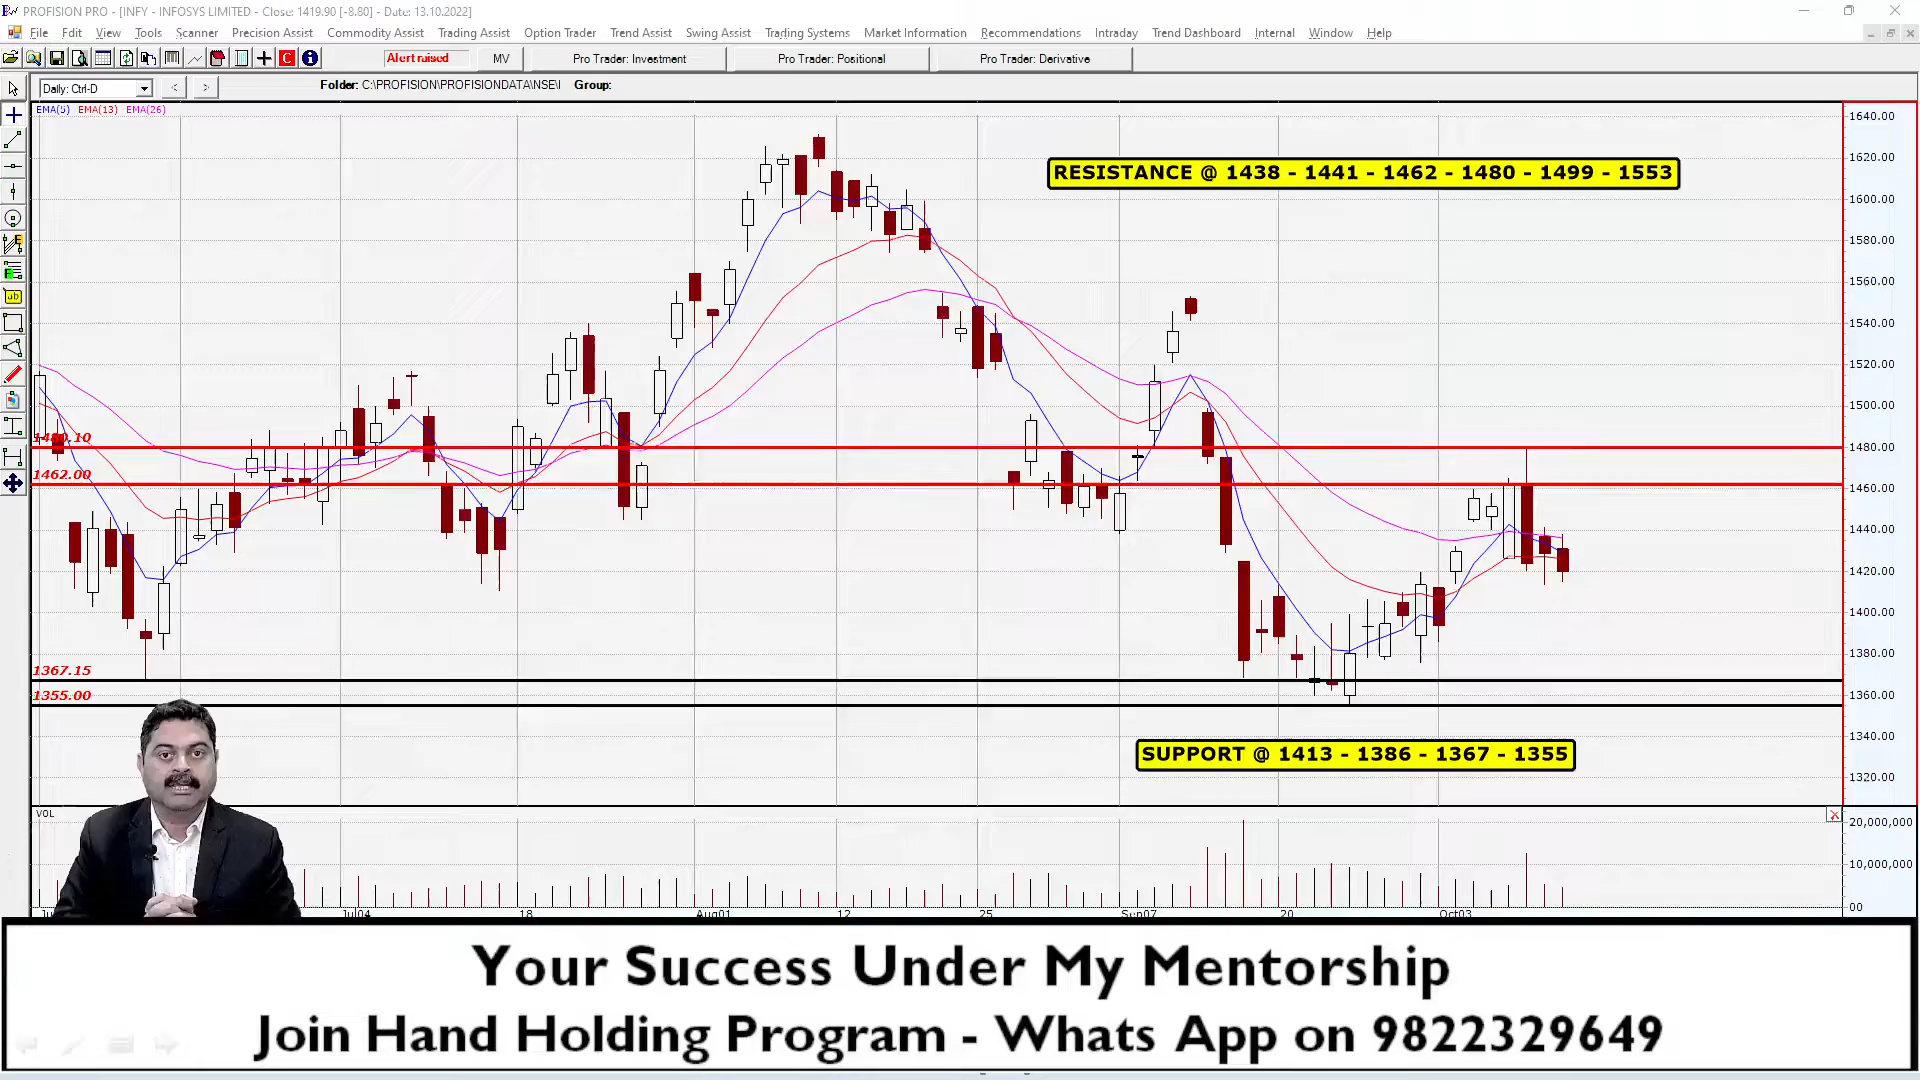 PROFISION PRO - [INFY - INFOSYS LIMITED - Close: 1419.90 [-8.80] - Date: 13.10.2022]
File Edit View Tools Scanner Precision Assist Commodity Assist Trading Assist Option Trader Trend Assist Swing Assist Trading Systems Market Information Recommendations Intraday Trend Dashboard Internal Window Help
Alert raised MV Pro Trader: Investment Pro Trader: Positional Pro Trader: Derivative
Daily: Ctrl-D < > Folder: C:\PROFISION\PROFISIONDATA\NSE\I Group:
EMA(5) EMA(13) EMA(26)
1640.00
1620.00
RESISTANCE @ 1438 - 1441 - 1462 - 1480 - 1499 - 1553
1600.00
1580.00
1560.00
1540.00
1520.00
1500.00
1480.10
1480.00
1462.00
1460.00
1440.00
1420.00
1400.00
1380.00
1367.15
1360.00
1355.00
1340.00
SUPPORT @ 1413 - 1386 - 1367 - 1355
1320.00
VOL
20,000,000
10,000,000
00
Jul04 18 Aug01 12 25 Sep07 20 Oct03
Your Success Under My Mentorship
Join Hand Holding Program - Whats App on 9822329649